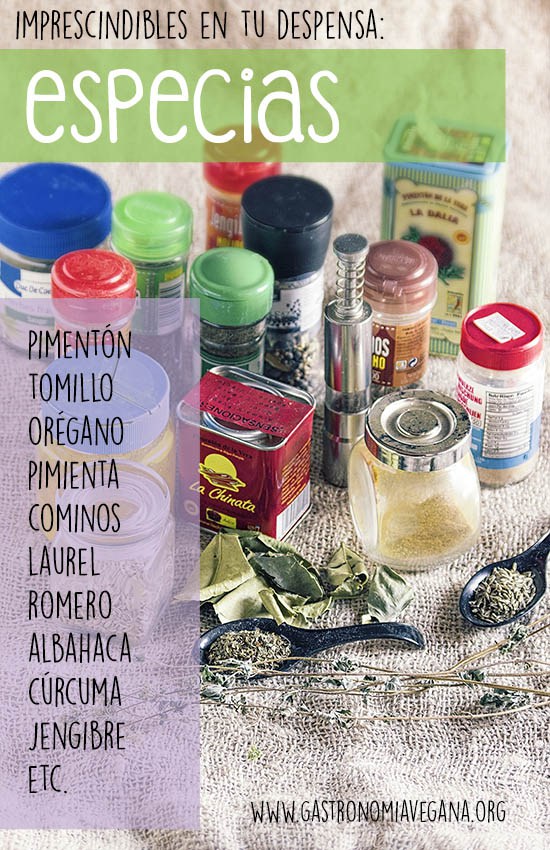 IMPRESCINDIBLES EN TU DESPENSA:
especias
PIMENTÓN
TOMILLO
ORÉGANO
PIMIENTA
COMINOS
LAUREL
ROMERO
ALBAHACA
CÚRCUMA
JENGIBRE
ETC.
LA DALIA
SENSACIONES
La Chinata
WWW.GASTRONOMIAVEGANA.ORG